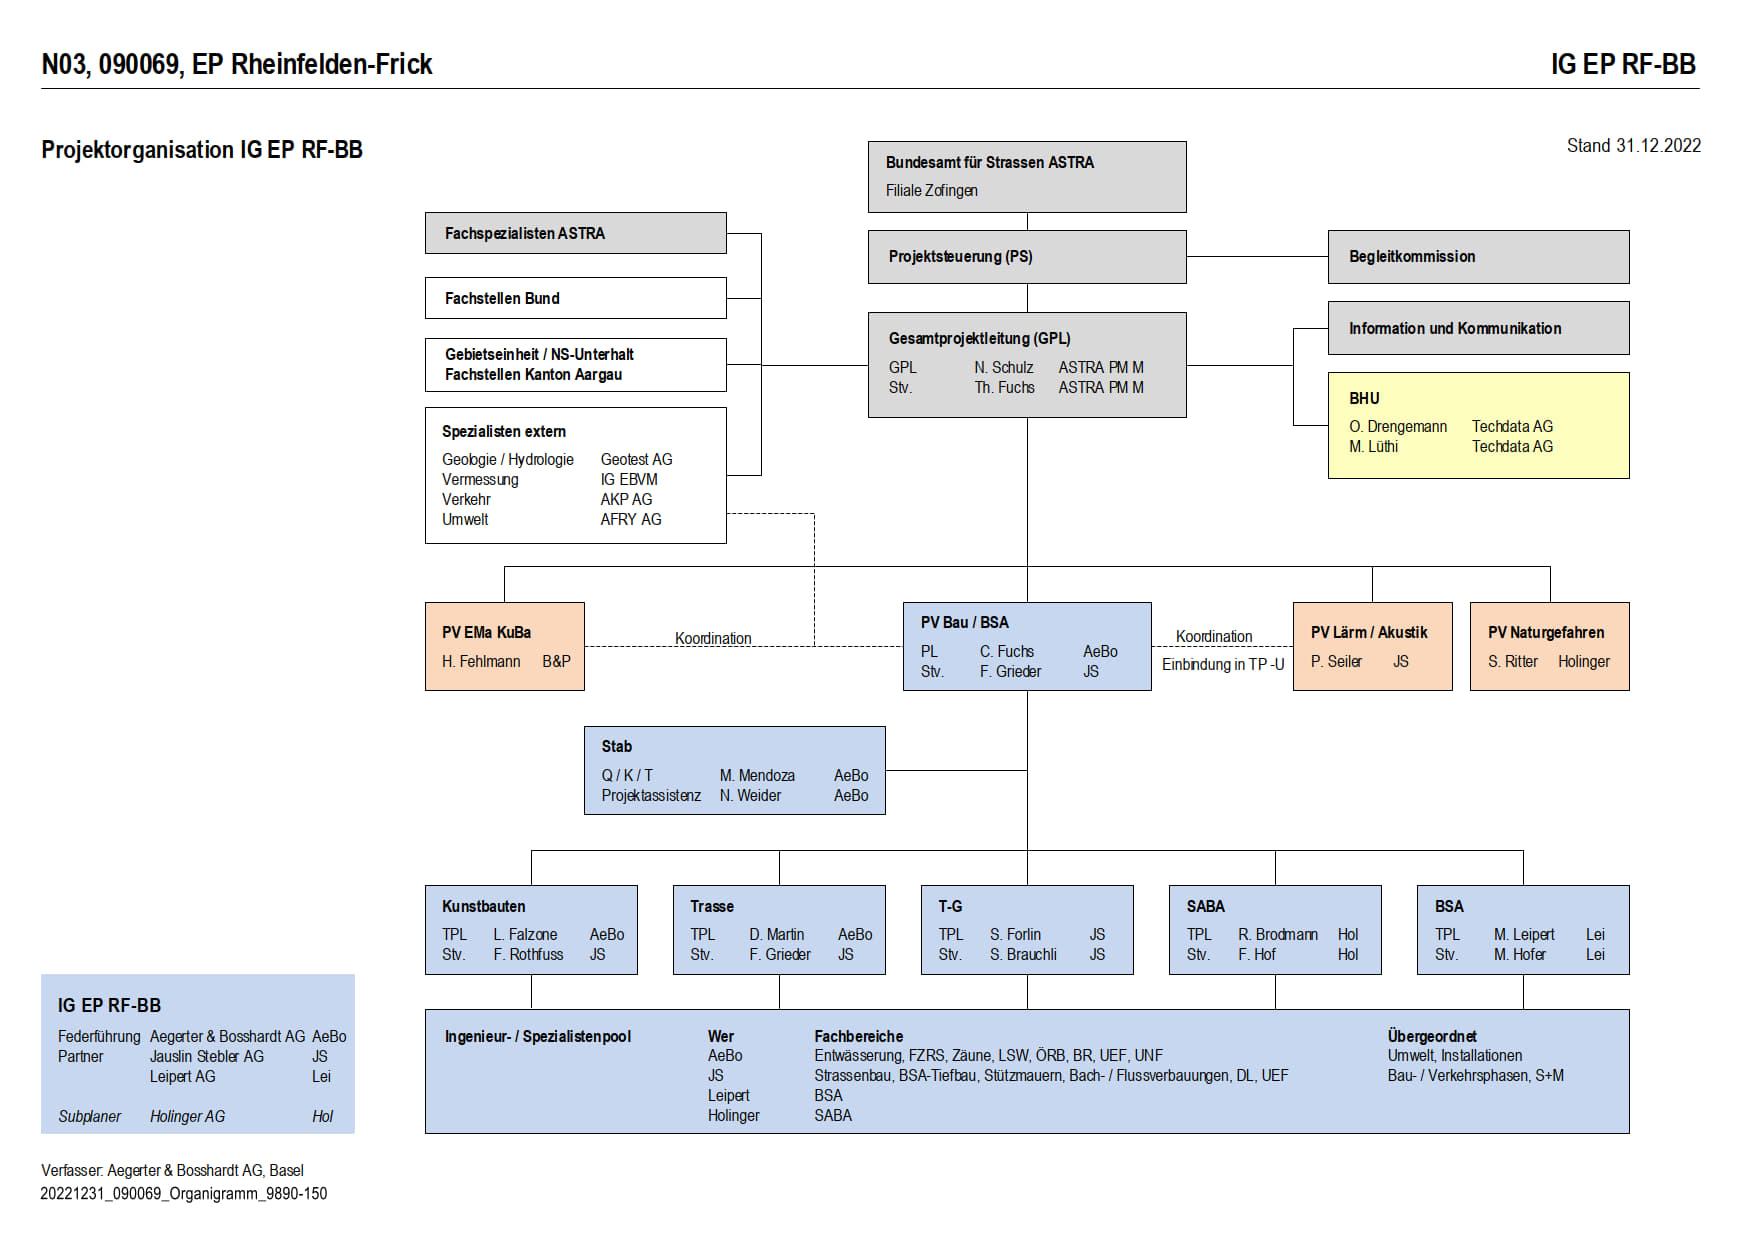 N03, 090069, EP Rheinfelden-Frick
IG EP RF-BB
Projektorganisation IG EP RF-BB
Stand 31.12.2022
Bundesamt für Strassen ASTRA
Filiale Zofingen
Fachspezialisten ASTRA
Projektsteuerung (PS)
Begleitkommission
Fachstellen Bund
Gesamtprojektleitung (GPL)
GPL N. Schulz ASTRA PM M
Stv. Th. Fuchs ASTRA PM M
Information und Kommunikation
Gebietseinheit / NS-Unterhalt
Fachstellen Kanton Aargau
BHU
O. Drengemann Techdata AG
M. Lüthi Techdata AG
Spezialisten extern
Geologie / Hydrologie Geotest AG
Vermessung IG EBVM
Verkehr AKP AG
Umwelt AFRY AG
PV EMa KuBa
H. Fehlmann B&P
Koordination
PV Bau / BSA
PL C. Fuchs AeBo
Stv. F. Grieder JS
Koordination
Einbindung in TP -U
PV Lärm / Akustik
P. Seiler JS
PV Naturgefahren
S. Ritter Holinger
Stab
Q / K / T M. Mendoza AeBo
Projektassistenz N. Weider AeBo
Kunstbauten
TPL L. Falzone AeBo
Stv. F. Rothfuss JS
Trasse
TPL D. Martin AeBo
Stv. F. Grieder JS
T-G
TPL S. Forlin JS
Stv. S. Brauchli JS
SABA
TPL R. Brodmann Hol
Stv. F. Hof Hol
BSA
TPL M. Leipert Lei
Stv. M. Hofer Lei
IG EP RF-BB
Federführung Aegerter & Bosshardt AG AeBo
Partner Jauslin Stebler AG JS
Leipert AG Lei
Subplaner Holinger AG Hol
Ingenieur- / Spezialistenpool Wer Fachbereiche Übergeordnet
AeBo Entwässerung, FZRS, Zäune, LSW, ÖRB, BR, UEF, UNF Umwelt, Installationen
JS Strassenbau, BSA-Tiefbau, Stützmauern, Bach- / Flussverbauungen, DL, UEF Bau- / Verkehrsphasen, S+M
Leipert BSA
Holinger SABA
Verfasser: Aegerter & Bosshardt AG, Basel
20221231_090069_Organigramm_9890-150